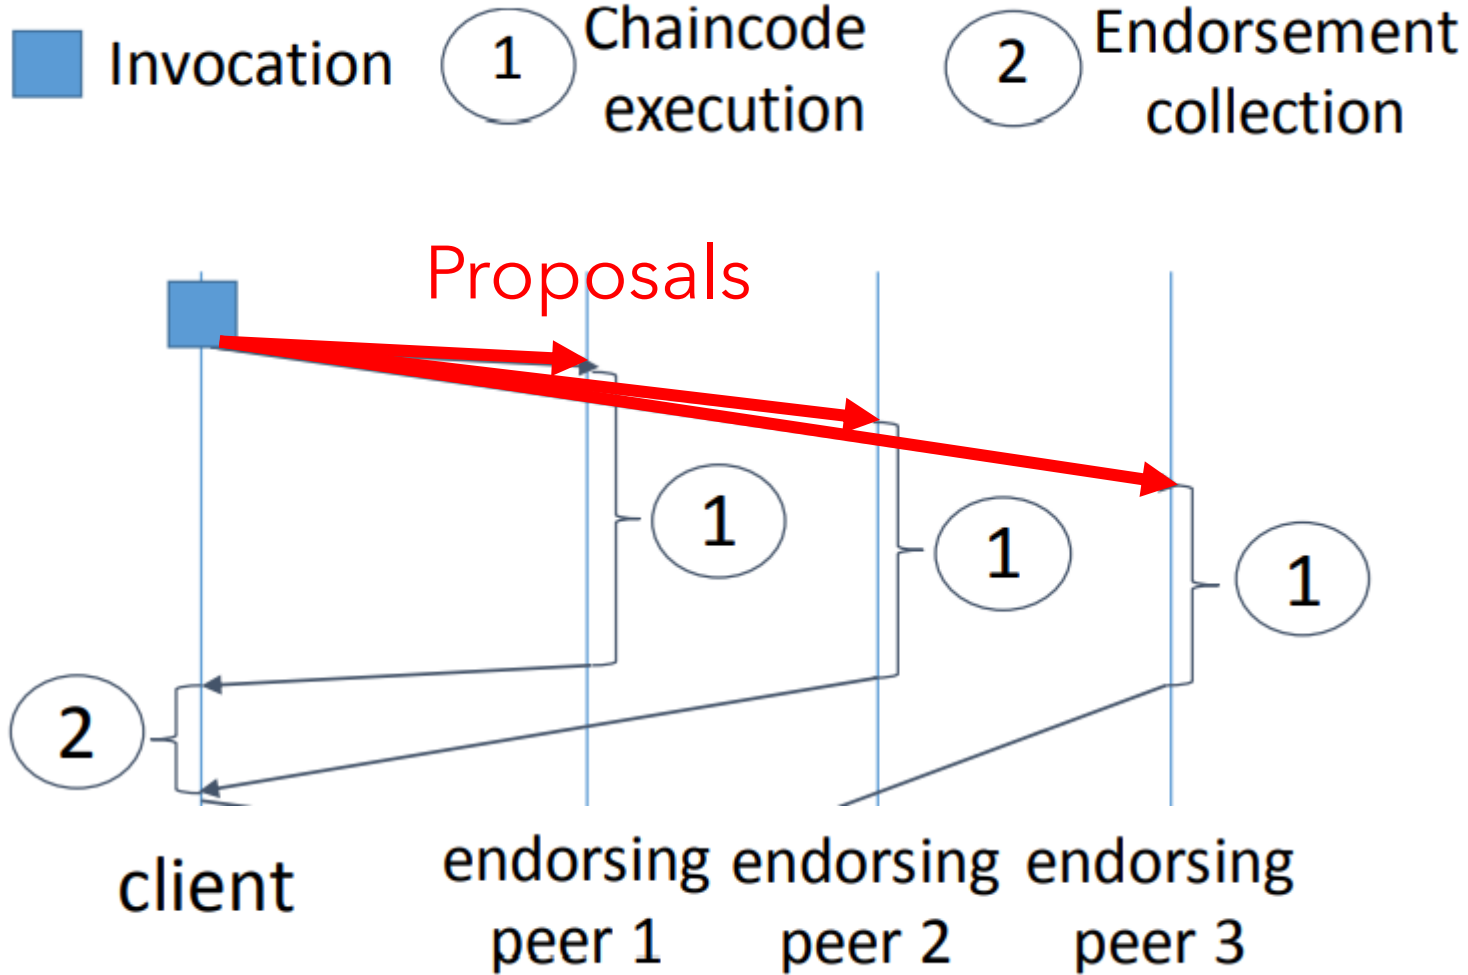 Invocation
1
Chaincode
execution
2
Endorsement
collection
Proposals
1
1
1
2
client
endorsing
peer 1
endorsing
peer 2
endorsing
peer 3